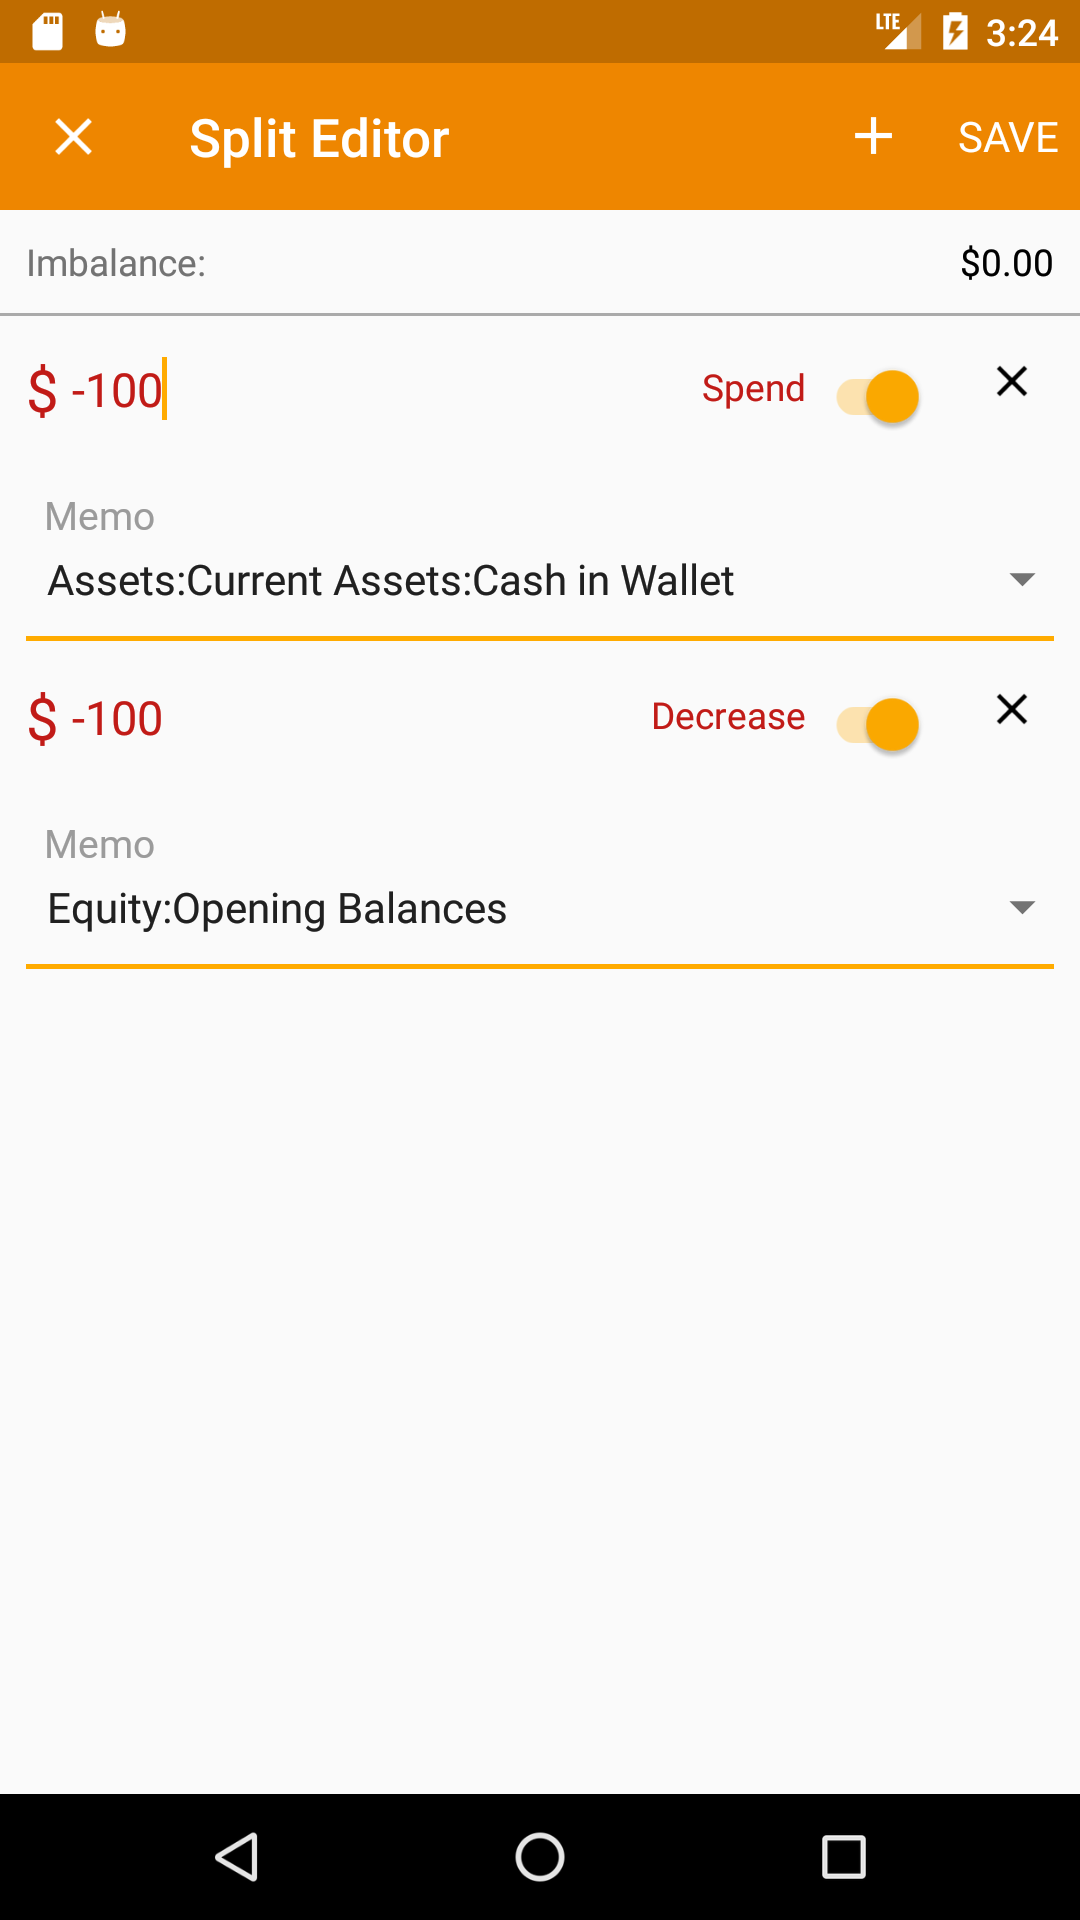 LTE 3:24
Split Editor SAVE
Imbalance: $0.00
$ -100 Spend
Memo
Assets:Current Assets:Cash in Wallet
$ -100 Decrease
Memo
Equity:Opening Balances